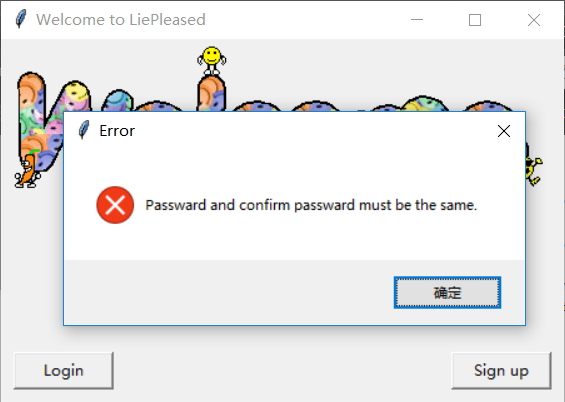 Welcome to LiePleased
Error
Passward and confirm passward must be the same.
确定
Login
Sign up